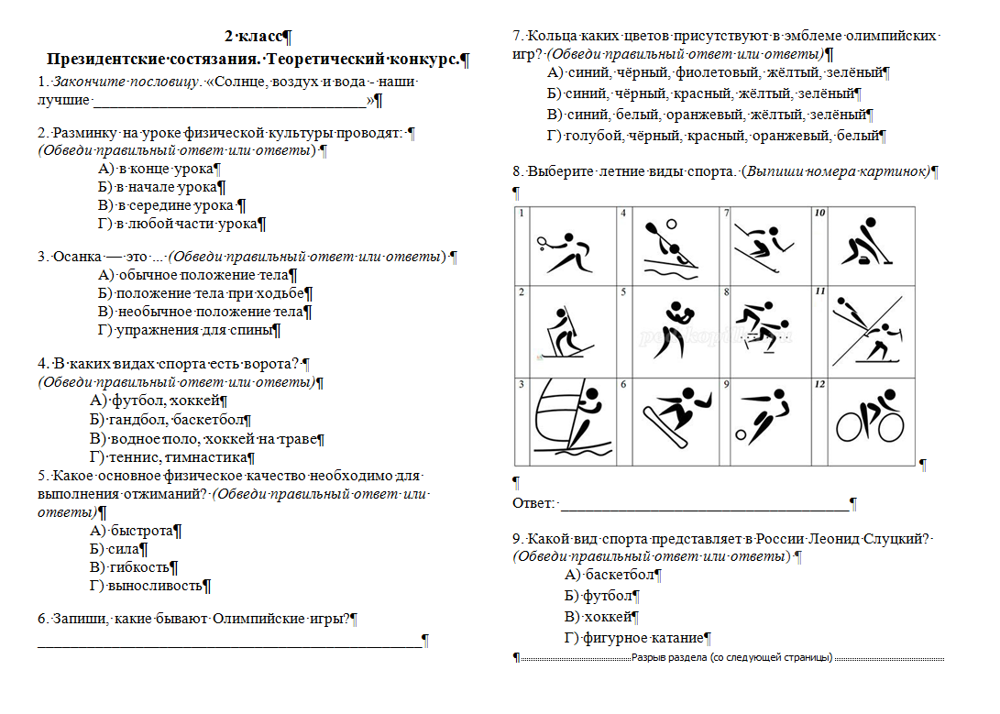 2 класс¶
Президентские состязания. Теоретический конкурс.¶
1. Закончите пословицу. «Солнце, воздух и вода - наши
лучшие __________________________________»¶
2. Разминку на уроке физической культуры проводят: ¶
(Обведи правильный ответ или ответы) ¶
А) в конце урока¶
Б) в начале урока¶
В) в середине урока ¶
Г) в любой части урока¶
3. Осанка — это ... (Обведи правильный ответ или ответы) ¶
А) обычное положение тела¶
Б) положение тела при ходьбе¶
В) необычное положение тела¶
Г) упражнения для спины¶
4. В каких видах спорта есть ворота? ¶
(Обведи правильный ответ или ответы)¶
А) футбол, хоккей¶
Б) гандбол, баскетбол¶
В) водное поло, хоккей на траве¶
Г) теннис, гимнастика¶
5. Какое основное физическое качество необходимо для
выполнения отжиманий? (Обведи правильный ответ или
ответы)¶
А) быстрота¶
Б) сила¶
В) гибкость¶
Г) выносливость¶
6. Запиши, какие бывают Олимпийские игры?¶
________________________________________________¶
7. Кольца каких цветов присутствуют в эмблеме олимпийских
игр? (Обведи правильный ответ или ответы)¶
А) синий, чёрный, фиолетовый, жёлтый, зелёный¶
Б) синий, чёрный, красный, жёлтый, зелёный¶
В) синий, белый, оранжевый, жёлтый, зелёный¶
Г) голубой, чёрный, красный, оранжевый, белый¶
8. Выберите летние виды спорта. (Выпиши номера картинок)¶
¶
1 4 7 10
2 5 8 11
3 6 9 12
¶
¶
Ответ: ____________________________________¶
9. Какой вид спорта представляет в России Леонид Слуцкий?
(Обведи правильный ответ или ответы) ¶
А) баскетбол¶
Б) футбол¶
В) хоккей¶
Г) фигурное катание¶
¶Разрыв раздела (со следующей страницы)